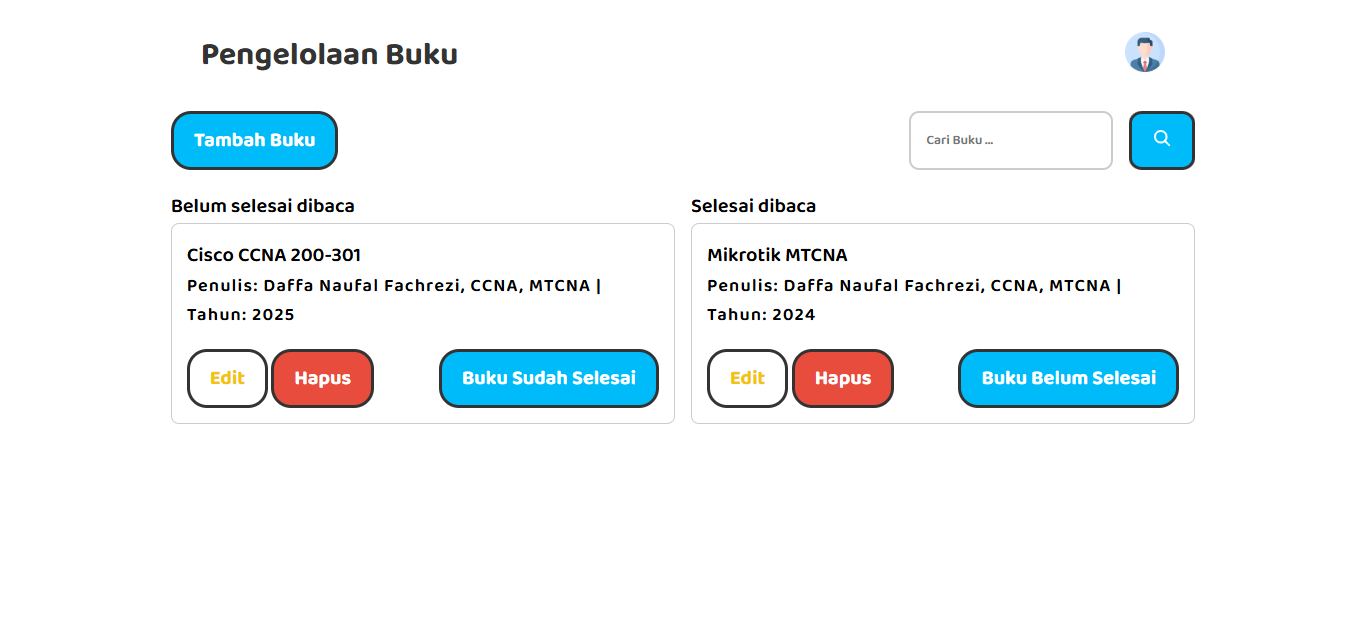 Pengelolaan Buku
Tambah Buku
Cari Buku ...
Belum selesai dibaca
Cisco CCNA 200-301
Penulis: Daffa Naufal Fachrezi, CCNA, MTCNA |
Tahun: 2025
Edit
Hapus
Buku Sudah Selesai
Selesai dibaca
Mikrotik MTCNA
Penulis: Daffa Naufal Fachrezi, CCNA, MTCNA |
Tahun: 2024
Edit
Hapus
Buku Belum Selesai